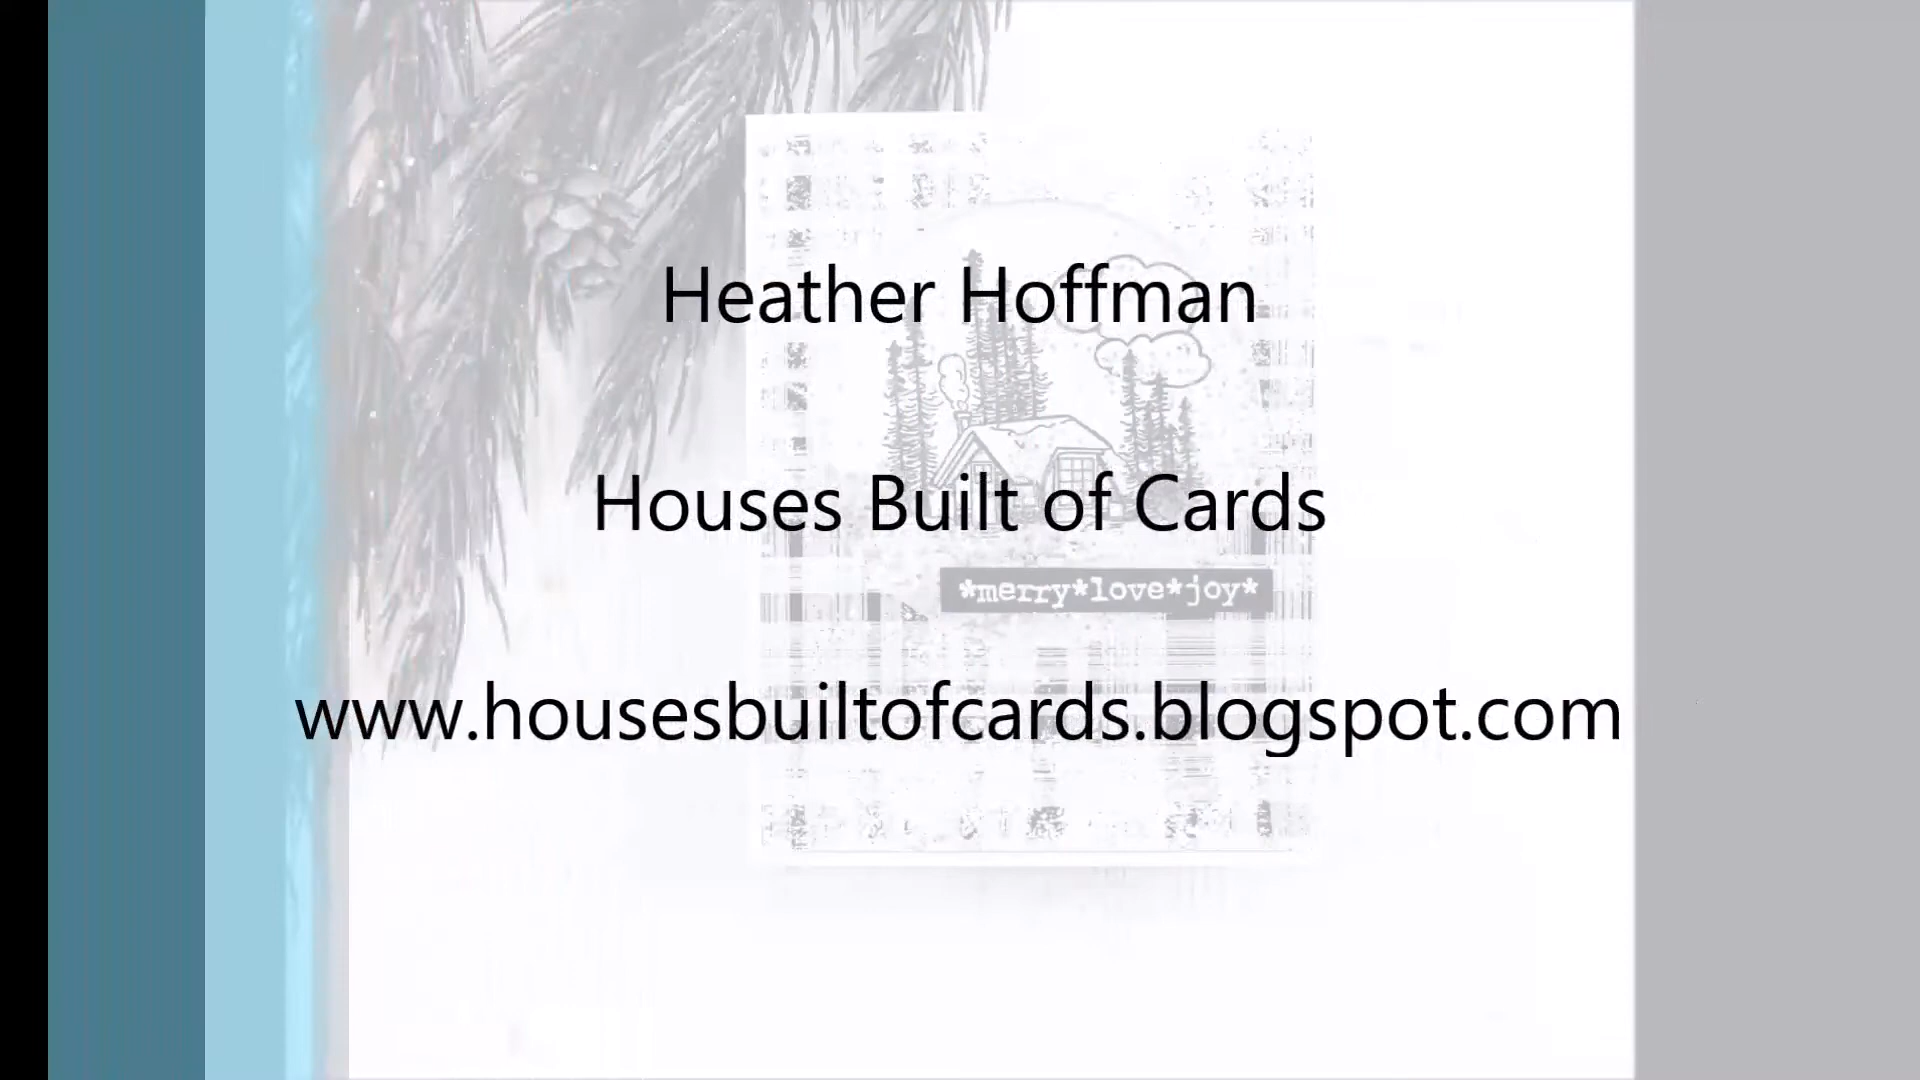 Heather Hoffman
Houses Built of Cards
*merry*love*joy*
www.housesbuiltofcards.blogspot.com